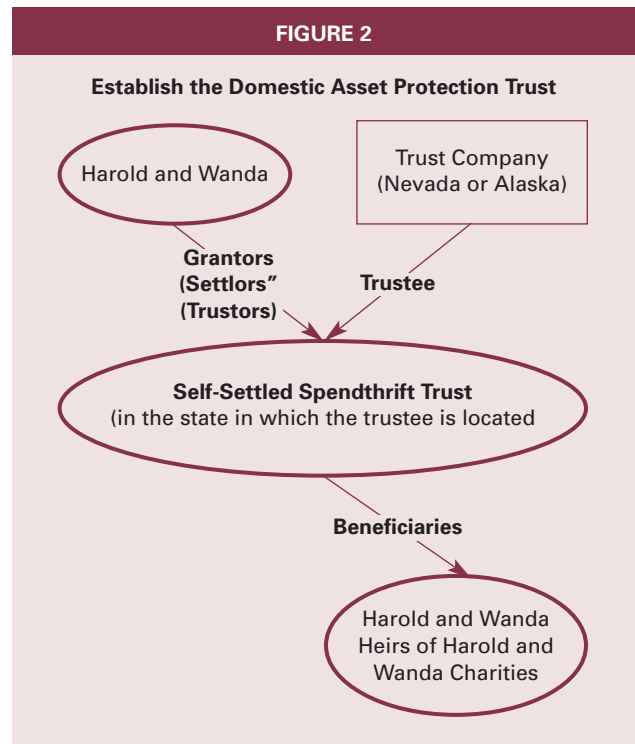 FIGURE 2
Establish the Domestic Asset Protection Trust
Harold and Wanda
Trust Company
(Nevada or Alaska)
Grantors
(Settlors”
(Trustors)
Trustee
Self-Settled Spendthrift Trust
(in the state in which the trustee is located
Beneficiaries
Harold and Wanda
Heirs of Harold and
Wanda Charities